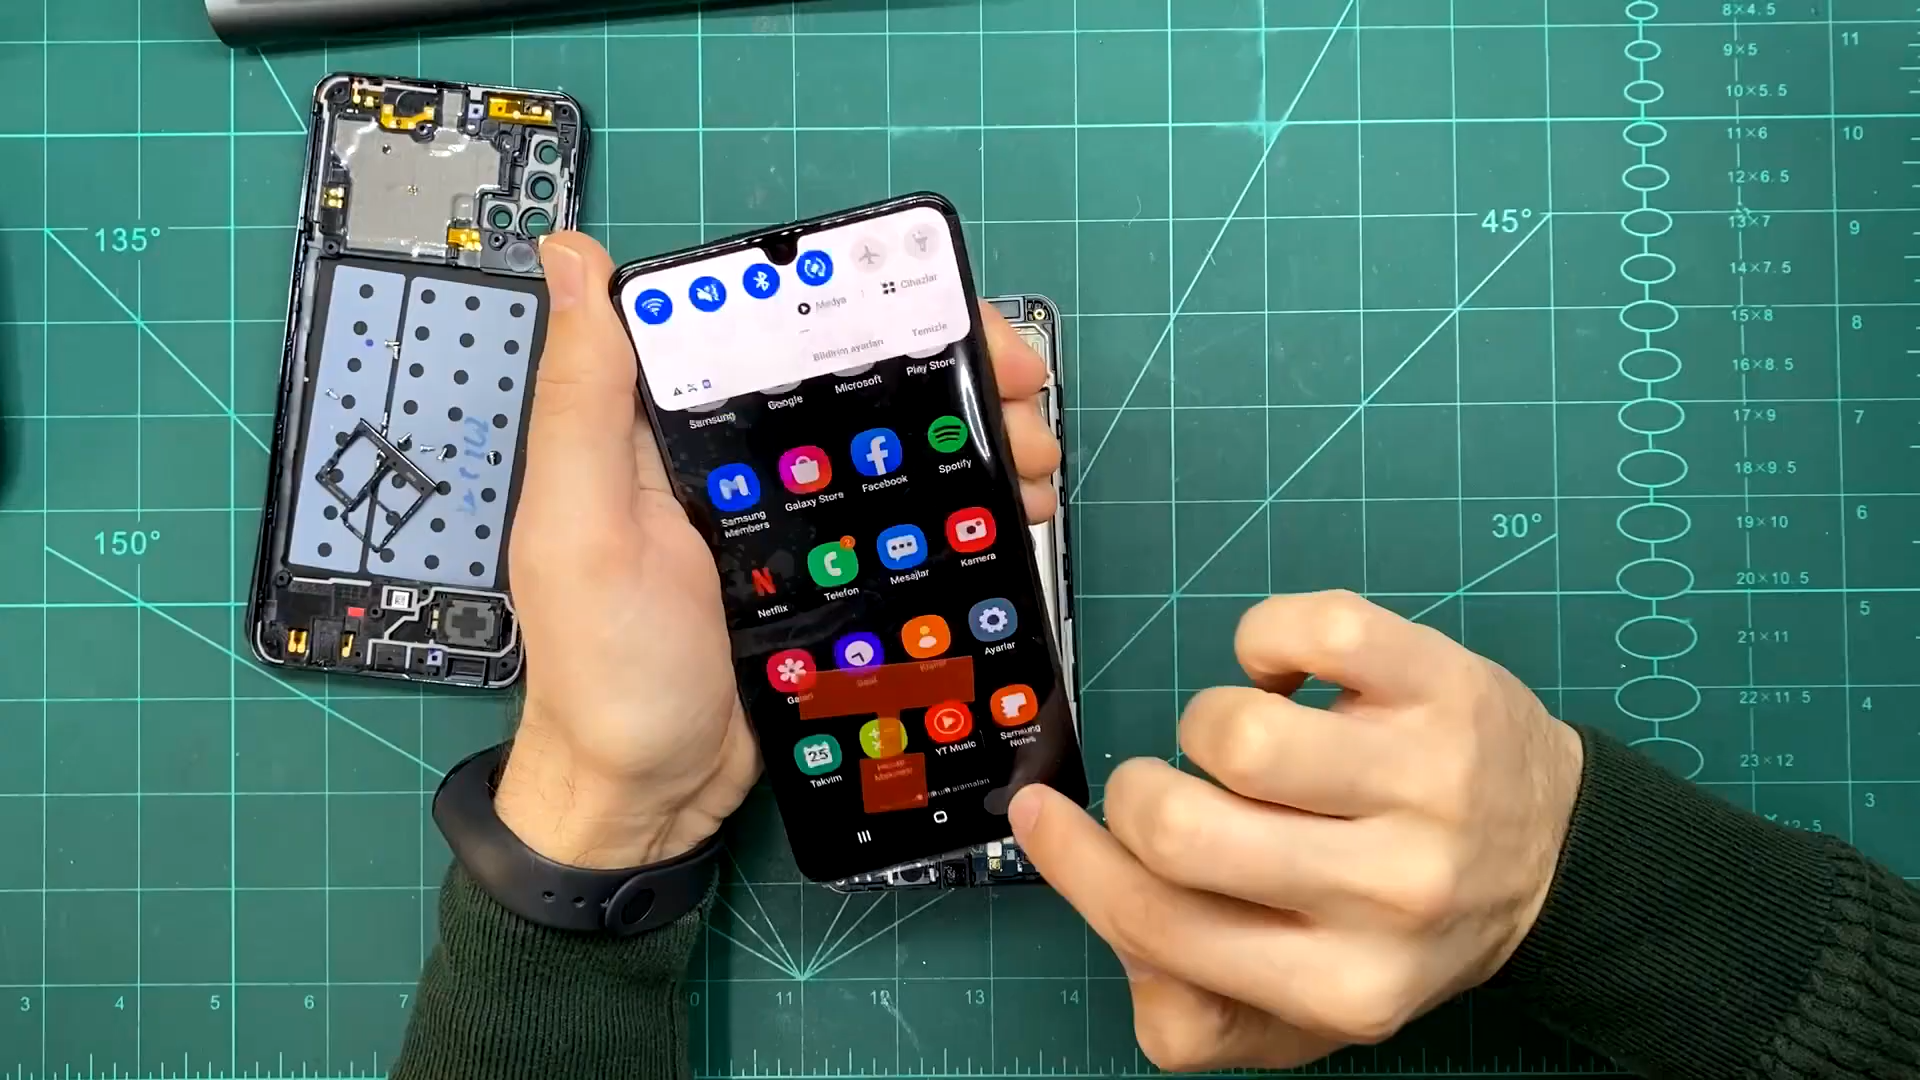 8×4.5
9×5
10×5.5
11×6
12×6.5
13×7
14×7.5
15×8
16×8.5
17×9
18×9.5
19×10
20×10.5
21×11
22×11.5
23×12
11
10
9
8
7
6
5
4
3
135°
150°
45°
30°
Medya
Cihazlar
Bildirim ayarları
Temizle
Samsung
Google
Microsoft
Play Store
Samsung Members
Galaxy Store
Facebook
Spotify
Netflix
2
Telefon
Mesajlar
Kamera
Galeri
Saat
Kişiler
Ayarlar
25
Takvim
YT Music
Samsung Notes
3
4
5
6
7
11
12
13
14